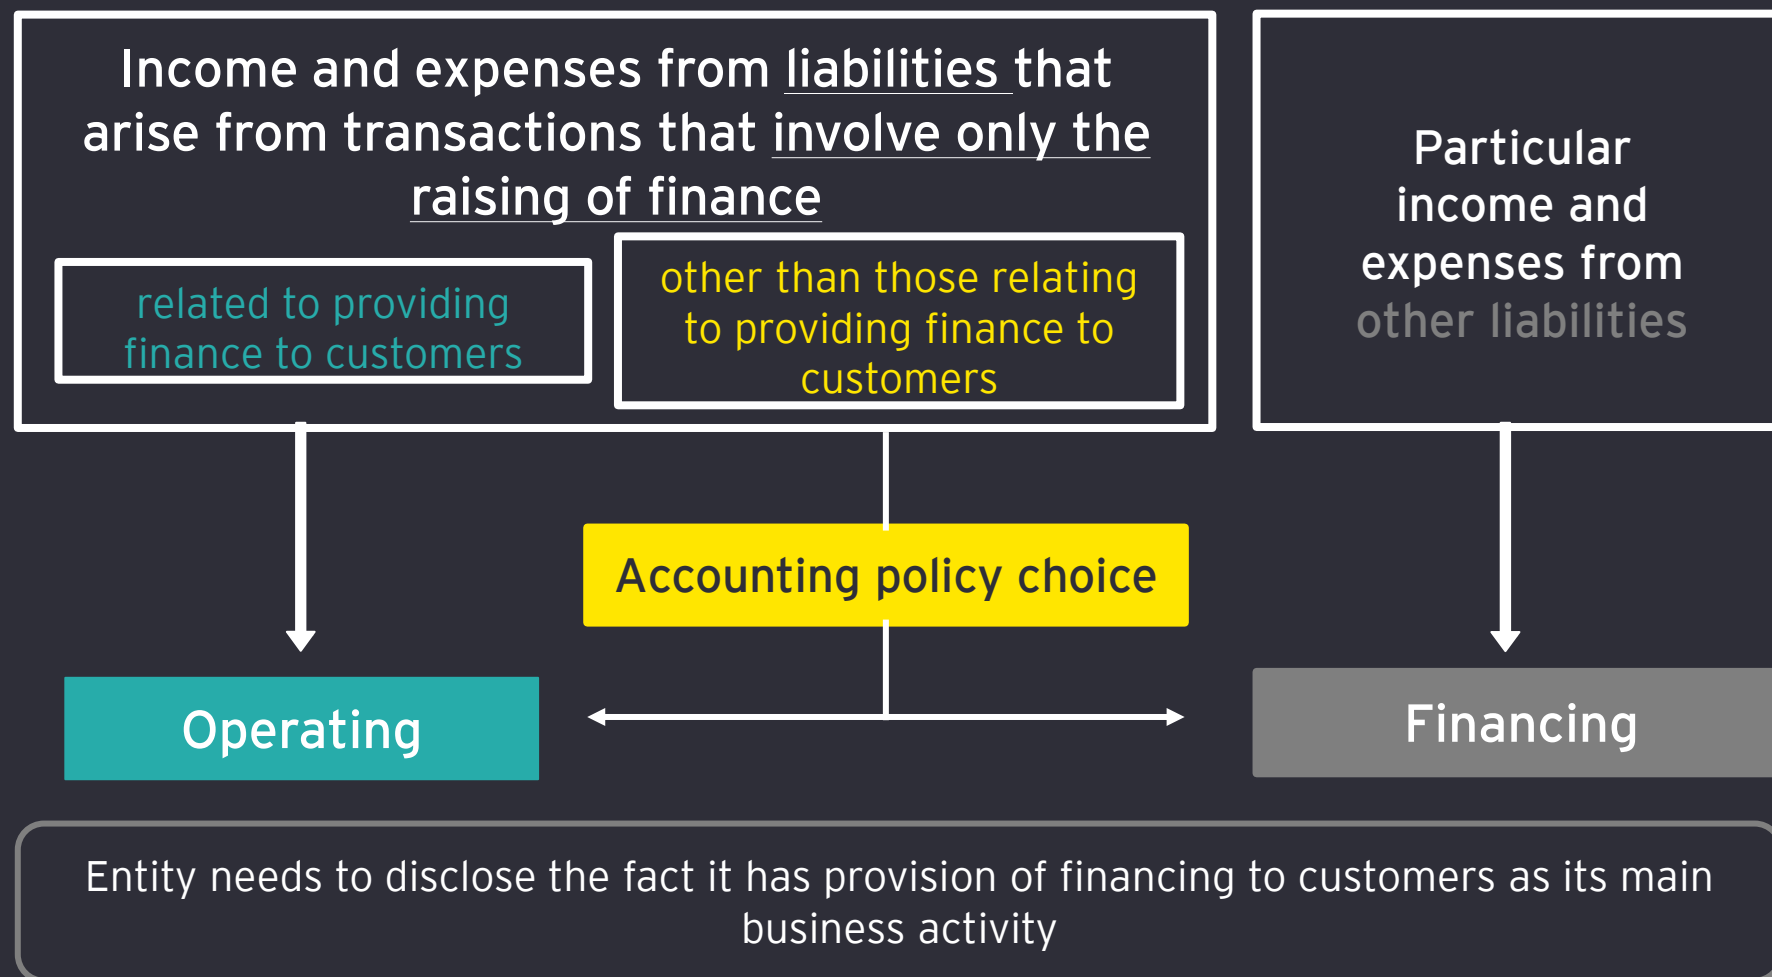 Income and expenses from liabilities that
arise from transactions that involve only the
raising of finance
related to providing
finance to customers
other than those relating
to providing finance to
customers
Particular
income and
expenses from
other liabilities
Accounting policy choice
Operating
Financing
Entity needs to disclose the fact it has provision of financing to customers as its main
business activity